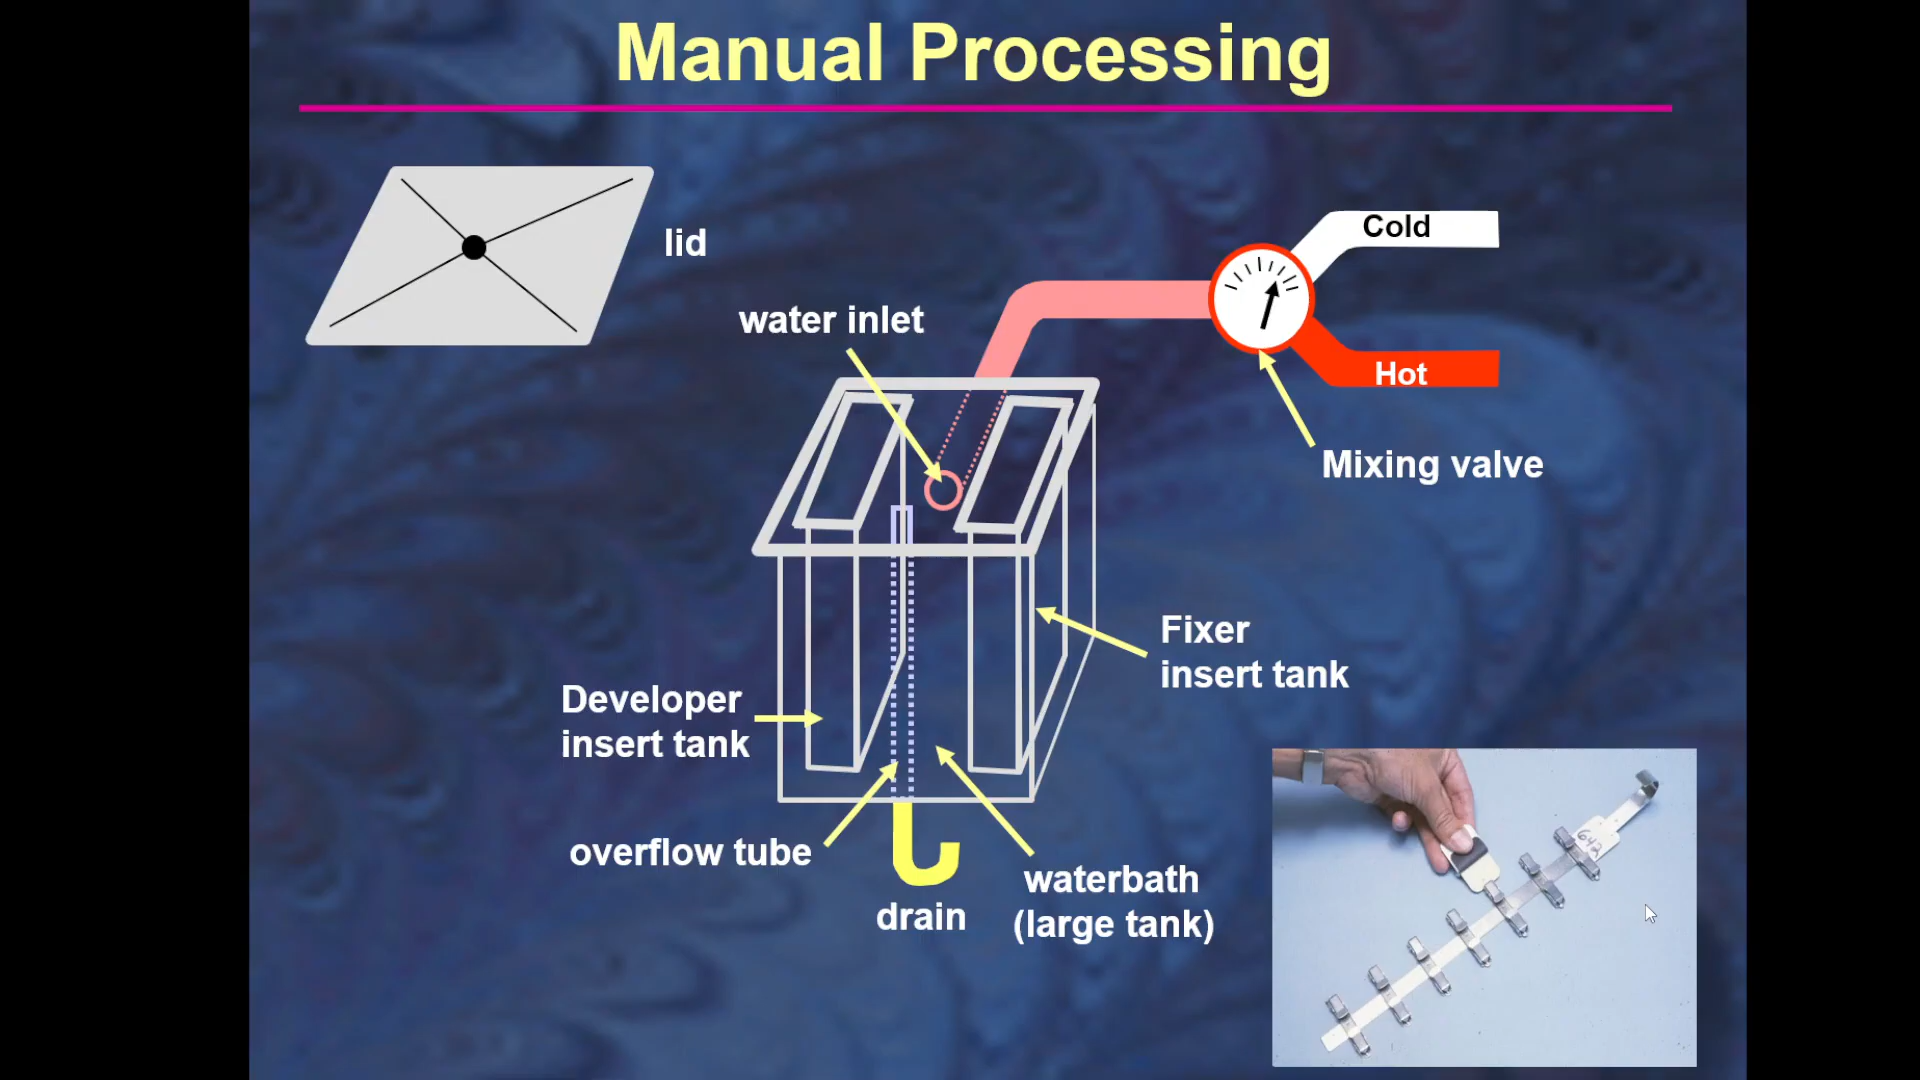 Manual Processing
lid
Cold
water inlet
Hot
Mixing valve
Fixer
insert tank
Developer
insert tank
overflow tube
waterbath
(large tank)
drain
642